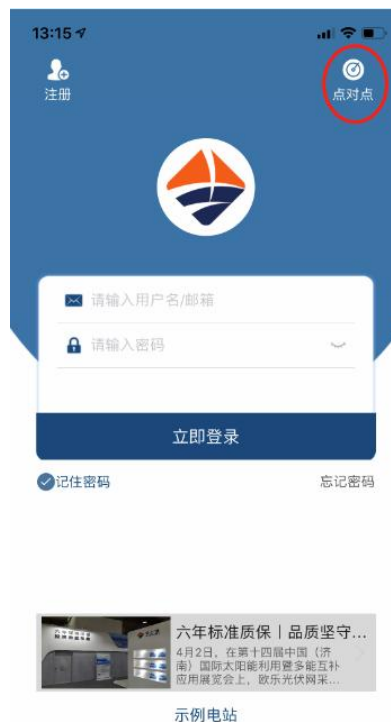 13:15
注册
点对点
请输入用户名/邮箱
请输入密码
立即登录
记住密码
忘记密码
六年标准质保丨品质坚守...
4月2日，在第十四届中国（济
南）国际太阳能利用暨多能互补
应用展览会上，欧乐光伏网采...
示例电站